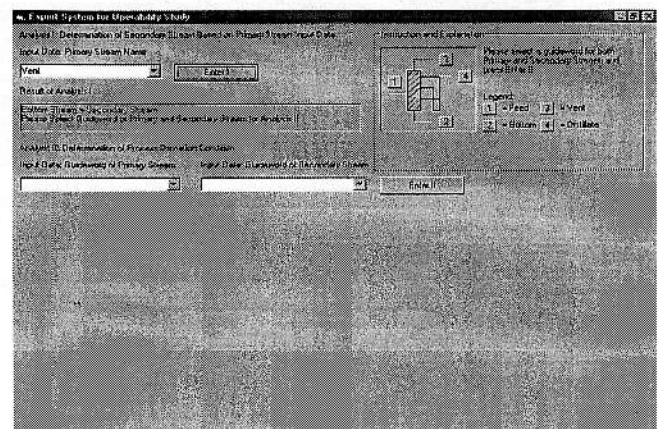 Expert System for Operability Study
Analysis I: Determination of Secondary Stream Based on Primary Stream Input Data
Input Data: Primary Stream Name
Vent
Enter I
Result of Analysis I
Bottom Stream = Secondary Stream
Please Select Guideword of Primary and Secondary Stream for Analysis II
Analysis II: Determination of Process Deviation Condition
Input Data: Guideword of Primary Stream
Input Data: Guideword of Secondary Stream
Enter II
Instruction and Explanation
Please select a guideword for both
Primary and Secondary Stream and
press Enter II
1
3
4
2
Legend:
1 = Feed 3 = Vent
2 = Bottom 4 = Distillate